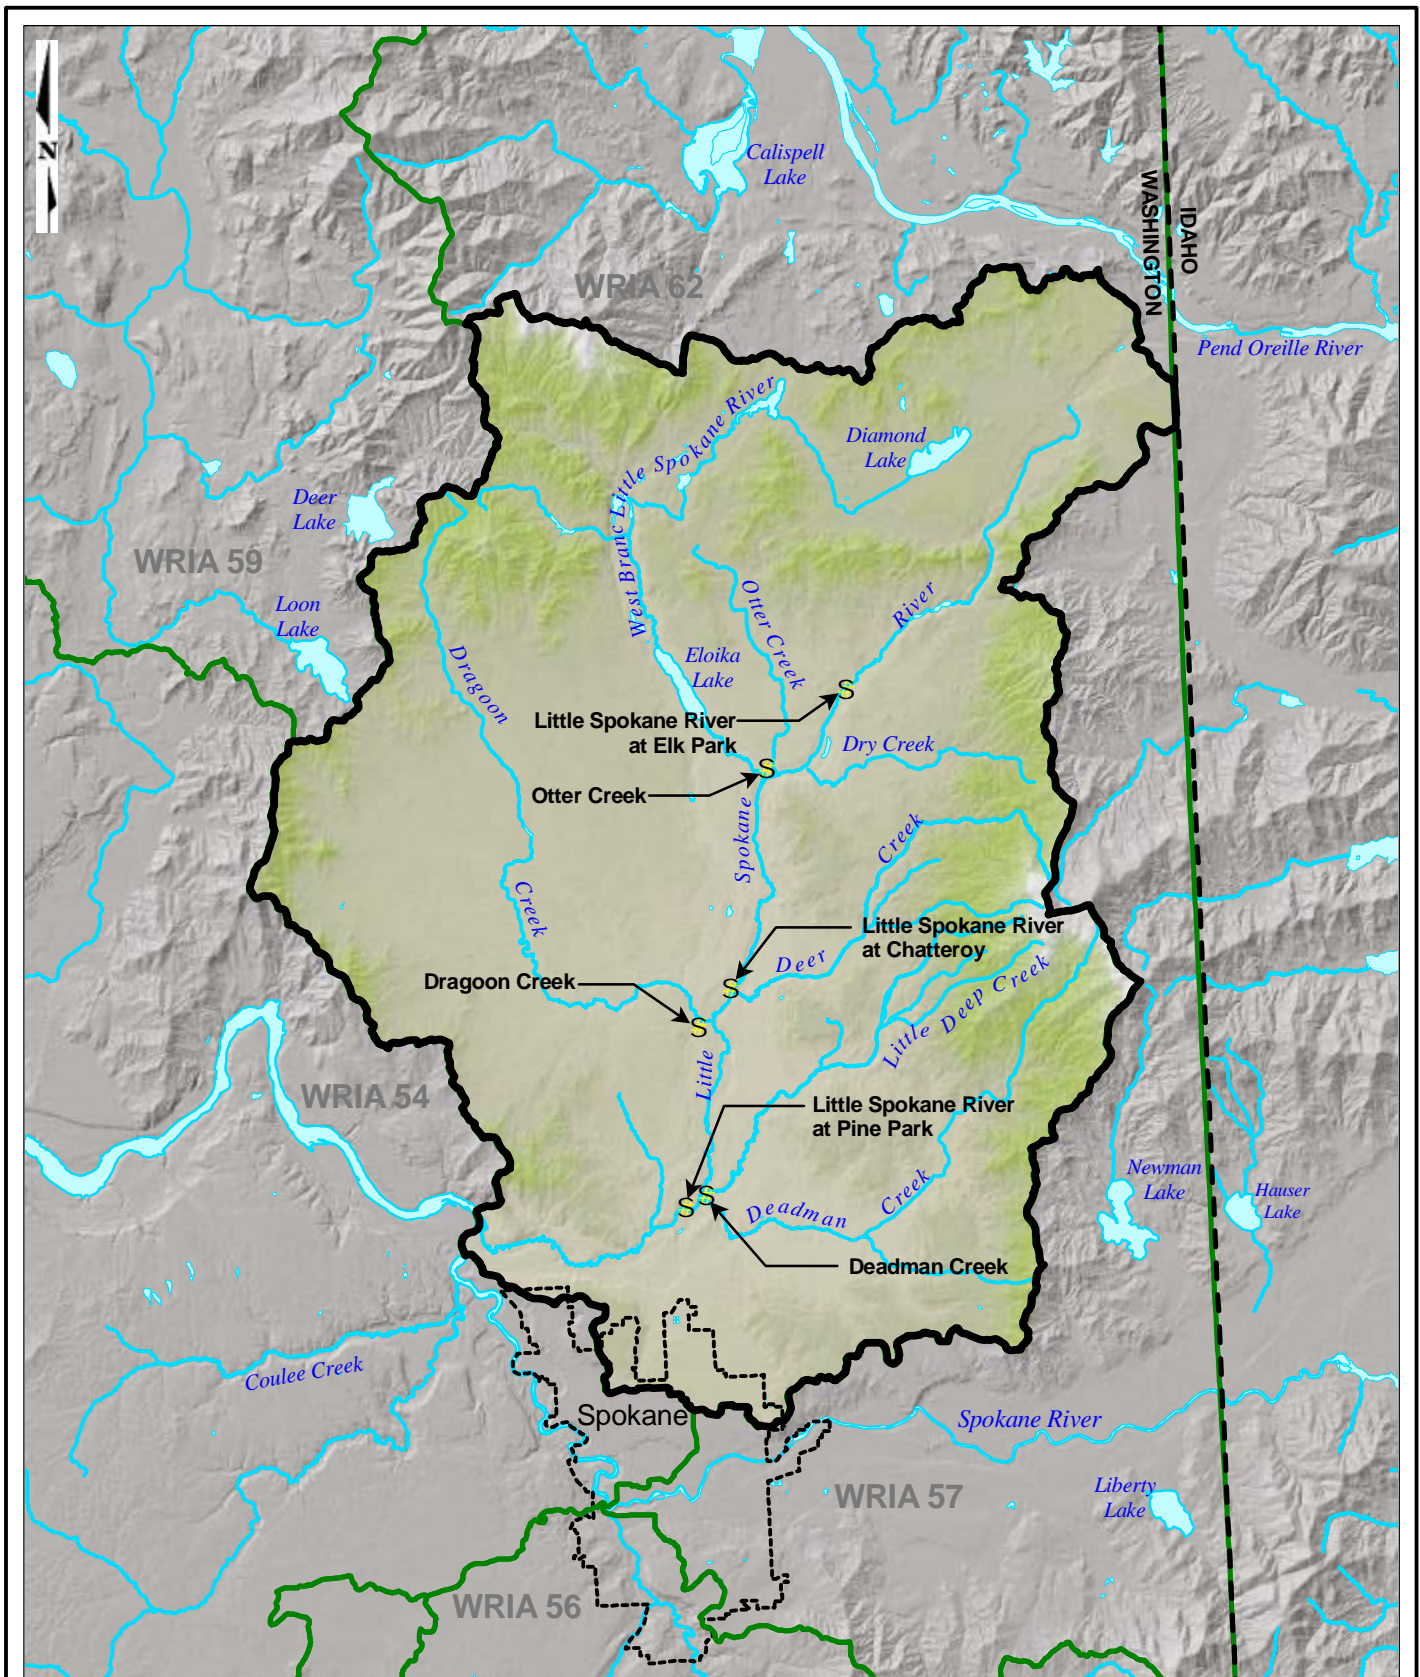 N
Calispell
Lake
WASHINGTON
IDAHO
WRIA 62
Pend Oreille River
West Branc Little Spokane River
Diamond
Lake
Deer
Lake
WRIA 59
Loon
Lake
Otter Creek
River
Dragoon
Eloika
Lake
S
Little Spokane River
at Elk Park
Dry Creek
S
Otter Creek
Spokane
Creek
Creek
Little Spokane River
at Chatteroy
Deer
Dragoon Creek
S
S
Little Deep Creek
Little
WRIA 54
Little Spokane River
at Pine Park
Newman
Lake
Hauser
Lake
S
S
Deadman
Creek
Deadman Creek
Coulee Creek
Spokane
Spokane River
WRIA 57
Liberty
Lake
WRIA 56